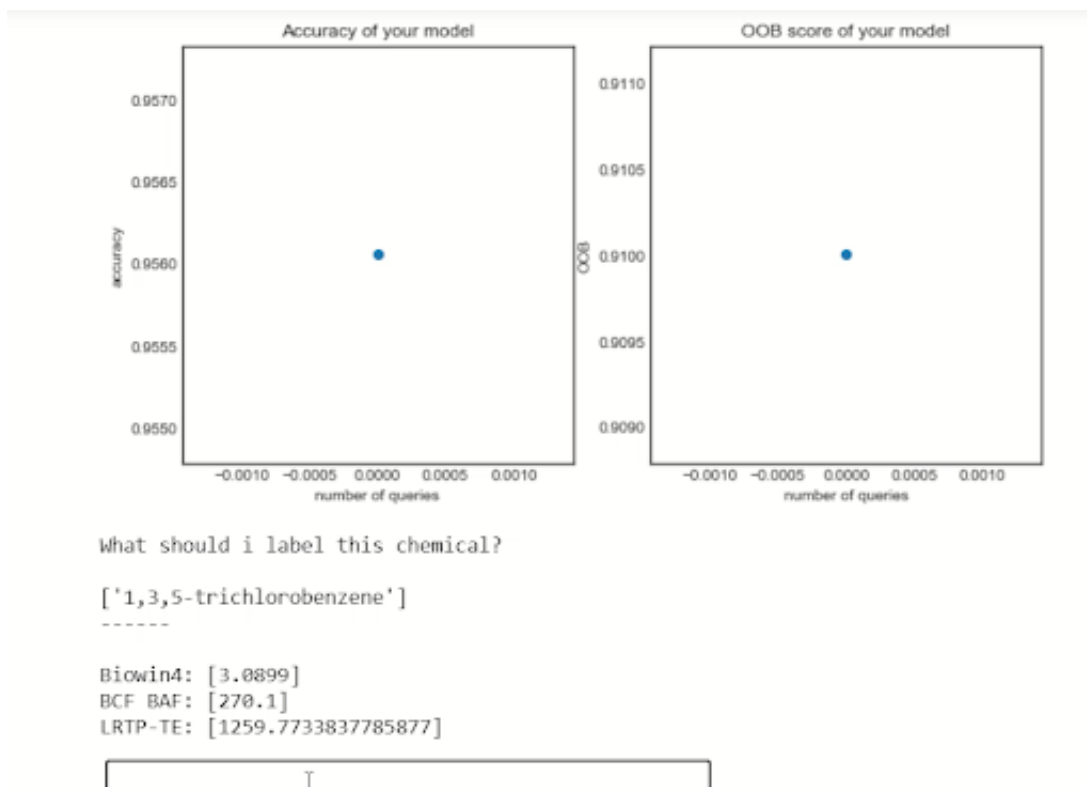 Accuracy of your model
0.9570
0.9565
0.9560
0.9555
0.9550
accuracy
−0.0010 −0.0005 0.0000 0.0005 0.0010
number of queries
OOB score of your model
0.9110
0.9105
0.9100
0.9095
0.9090
OOB
−0.0010 −0.0005 0.0000 0.0005 0.0010
number of queries
What should i label this chemical?
['1,3,5-trichlorobenzene']
------
Biowin4: [3.0899]
BCF BAF: [270.1]
LRTP-TE: [1259.7733837785877]